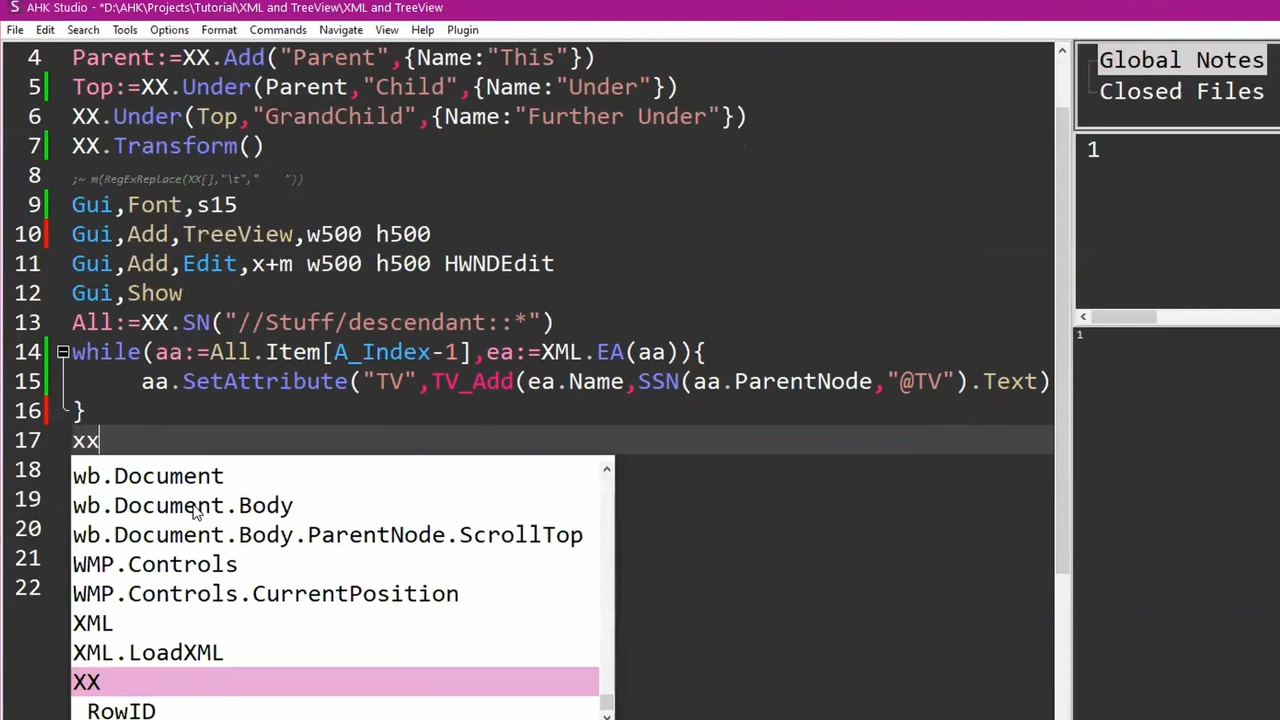 S AHK Studio - *D:\AHK\Projects\Tutorial\XML and TreeView\XML and TreeView
File Edit Search Tools Options Format Commands Navigate View Help Plugin
4 Parent:=XX.Add("Parent",{Name:"This"})
5 Top:=XX.Under(Parent,"Child",{Name:"Under"})
6 XX.Under(Top,"GrandChild",{Name:"Further Under"})
7 XX.Transform()
8 ;~ m(RegExReplace(XX[],"\t","    "))
9 Gui,Font,s15
10 Gui,Add,TreeView,w500 h500
11 Gui,Add,Edit,x+m w500 h500 HWNDEdit
12 Gui,Show
13 All:=XX.SN("//Stuff/descendant::*")
14 while(aa:=All.Item[A_Index-1],ea:=XML.EA(aa)){
15 aa.SetAttribute("TV",TV_Add(ea.Name,SSN(aa.ParentNode,"@TV").Text)
16 }
17 xx
18
19
20
21
22
wb.Document
wb.Document.Body
wb.Document.Body.ParentNode.ScrollTop
WMP.Controls
WMP.Controls.CurrentPosition
XML
XML.LoadXML
XX
_RowID
Global Notes
Closed Files
1
1